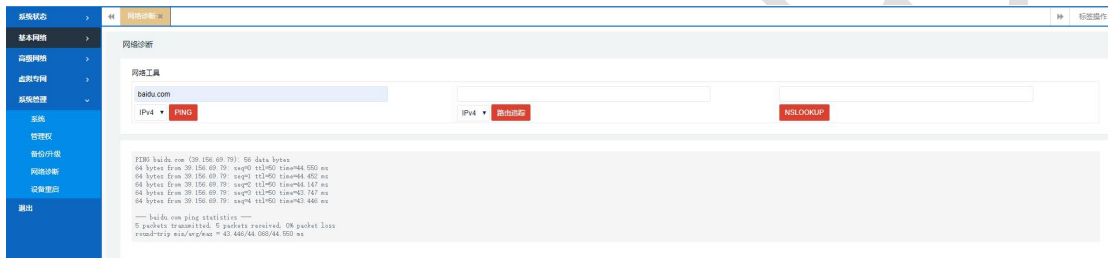 系统状态
网络诊断
标签操作
基本网络
网络诊断
高级网络
虚拟专网
网络工具
系统管理
baidu.com
IPv4 PING
IPv4 路由追踪
NSLOOKUP
系统
管理权
备份/升级
网络诊断
设备重启
退出
PING baidu.com (39.156.69.79): 56 data bytes
64 bytes from 39.156.69.79: seq=0 ttl=50 time=44.550 ms
64 bytes from 39.156.69.79: seq=1 ttl=50 time=44.452 ms
64 bytes from 39.156.69.79: seq=2 ttl=50 time=44.147 ms
64 bytes from 39.156.69.79: seq=3 ttl=50 time=43.747 ms
64 bytes from 39.156.69.79: seq=4 ttl=50 time=43.446 ms
--- baidu.com ping statistics ---
5 packets transmitted, 5 packets received, 0% packet loss
round-trip min/avg/max = 43.446/44.068/44.550 ms